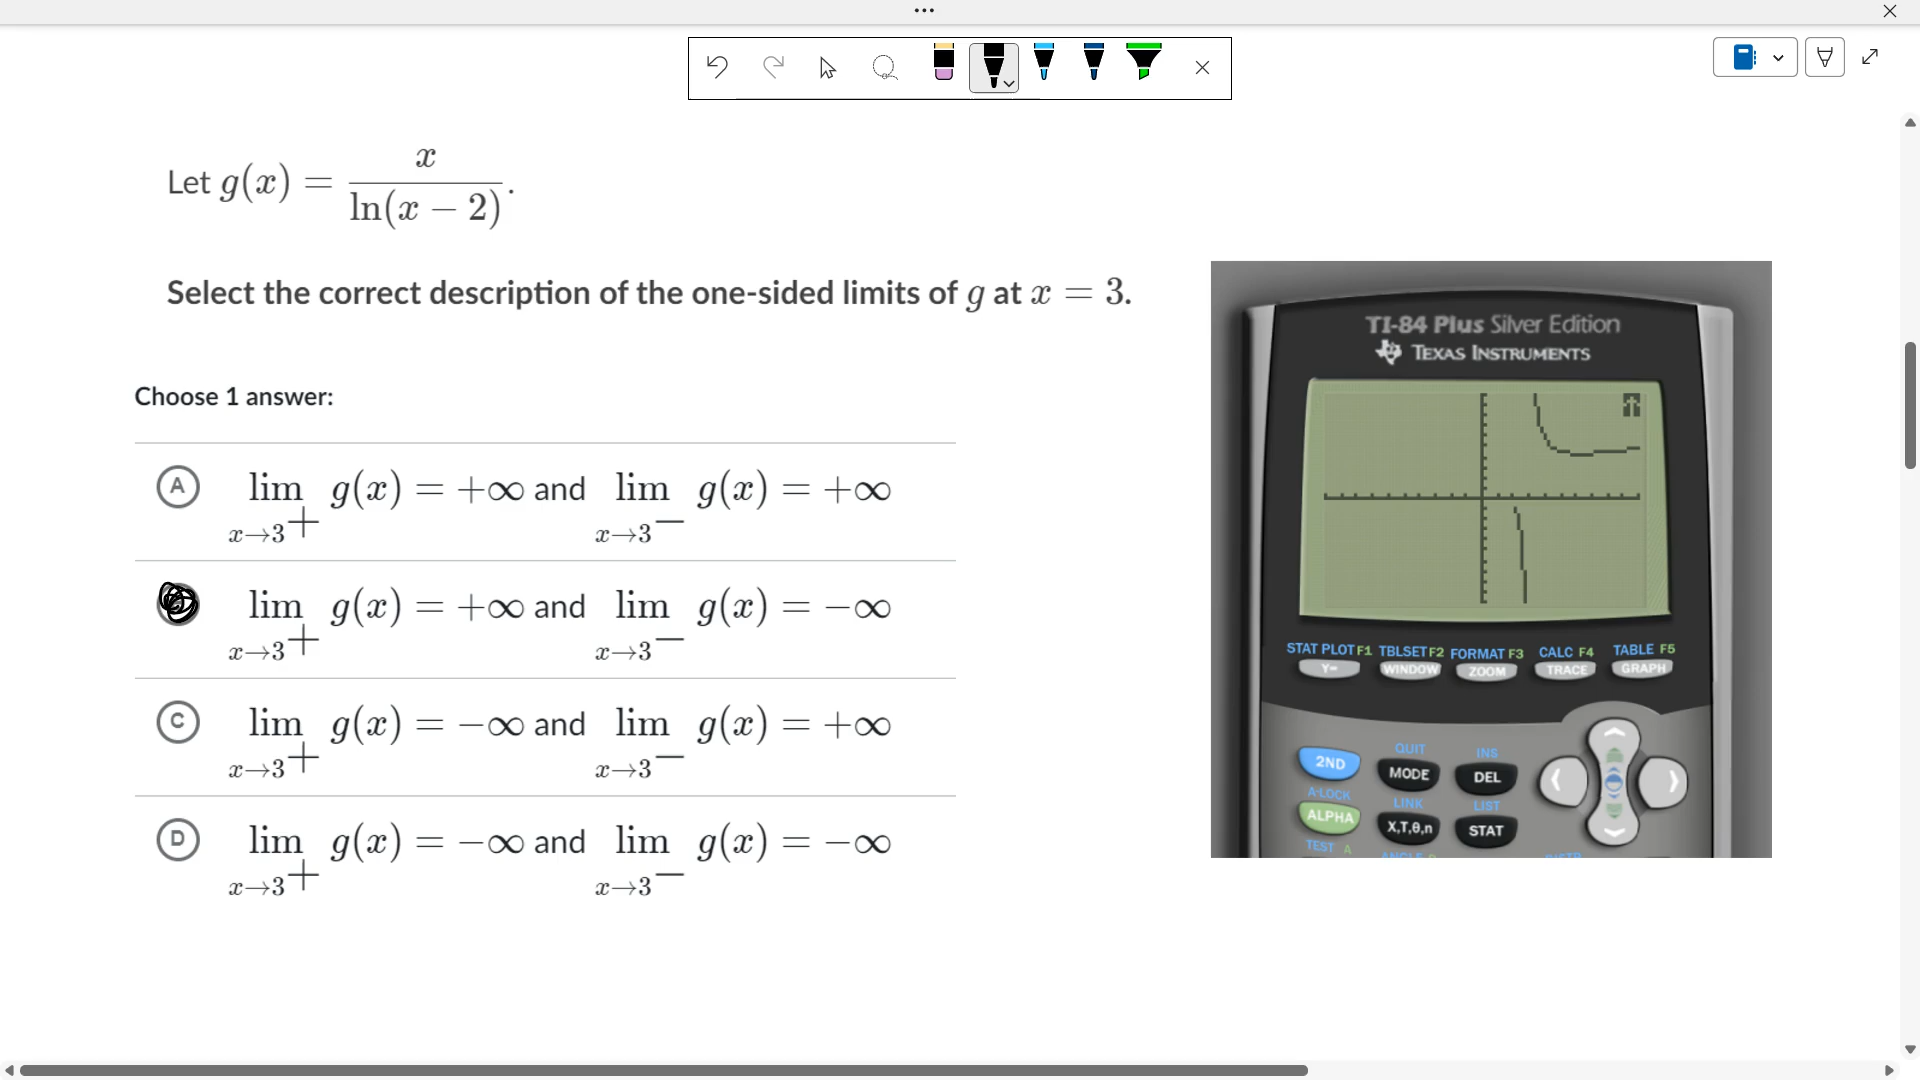 Let g(x) = x / ln(x − 2).
Select the correct description of the one-sided limits of g at x = 3.
Choose 1 answer:
A lim x→3+ g(x) = +∞ and lim x→3− g(x) = +∞
lim x→3+ g(x) = +∞ and lim x→3− g(x) = −∞
C lim x→3+ g(x) = −∞ and lim x→3− g(x) = +∞
D lim x→3+ g(x) = −∞ and lim x→3− g(x) = −∞
TI-84 Plus Silver Edition
TEXAS INSTRUMENTS
STAT PLOT F1 TBLSET F2 FORMAT F3 CALC F4 TABLE F5
Y= WINDOW ZOOM TRACE GRAPH
QUIT INS
2ND MODE DEL
A-LOCK LINK LIST
ALPHA X,T,θ,n STAT
TEST A